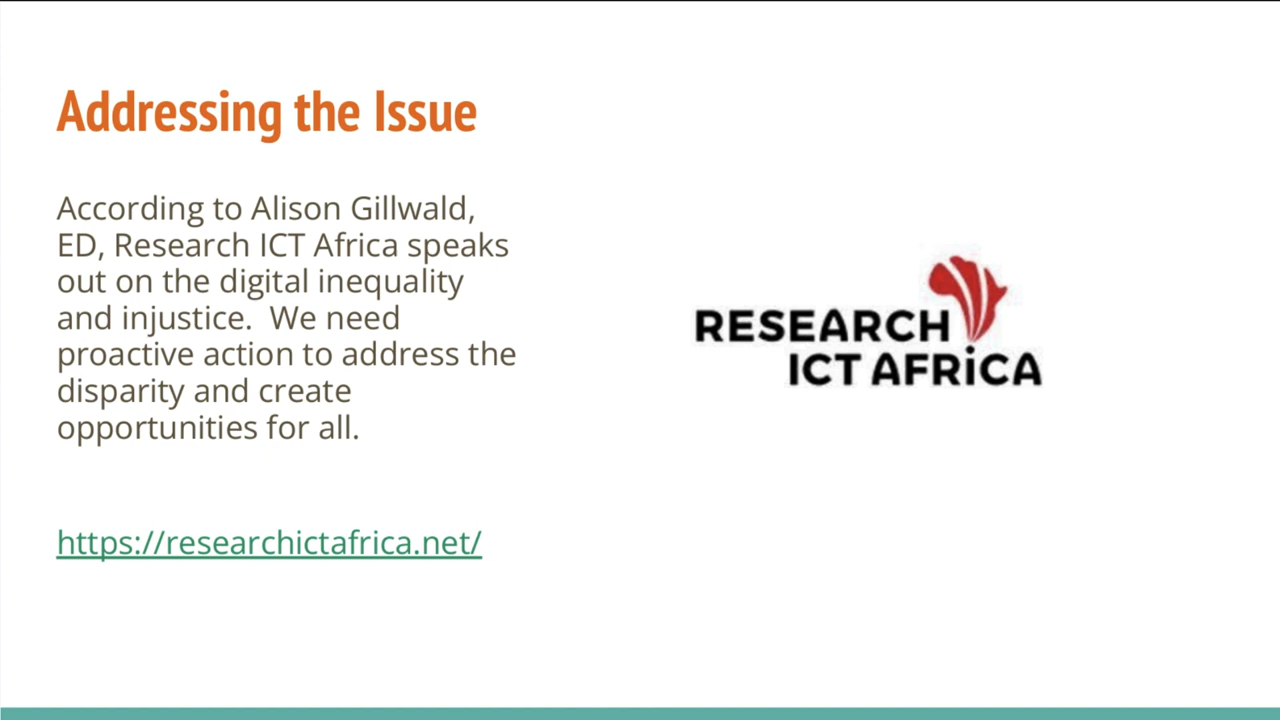 Addressing the Issue
According to Alison Gillwald,
ED, Research ICT Africa speaks
out on the digital inequality
and injustice.  We need
proactive action to address the
disparity and create
opportunities for all.
https://researchictafrica.net/
RESEARCH
ICT AFRiCA